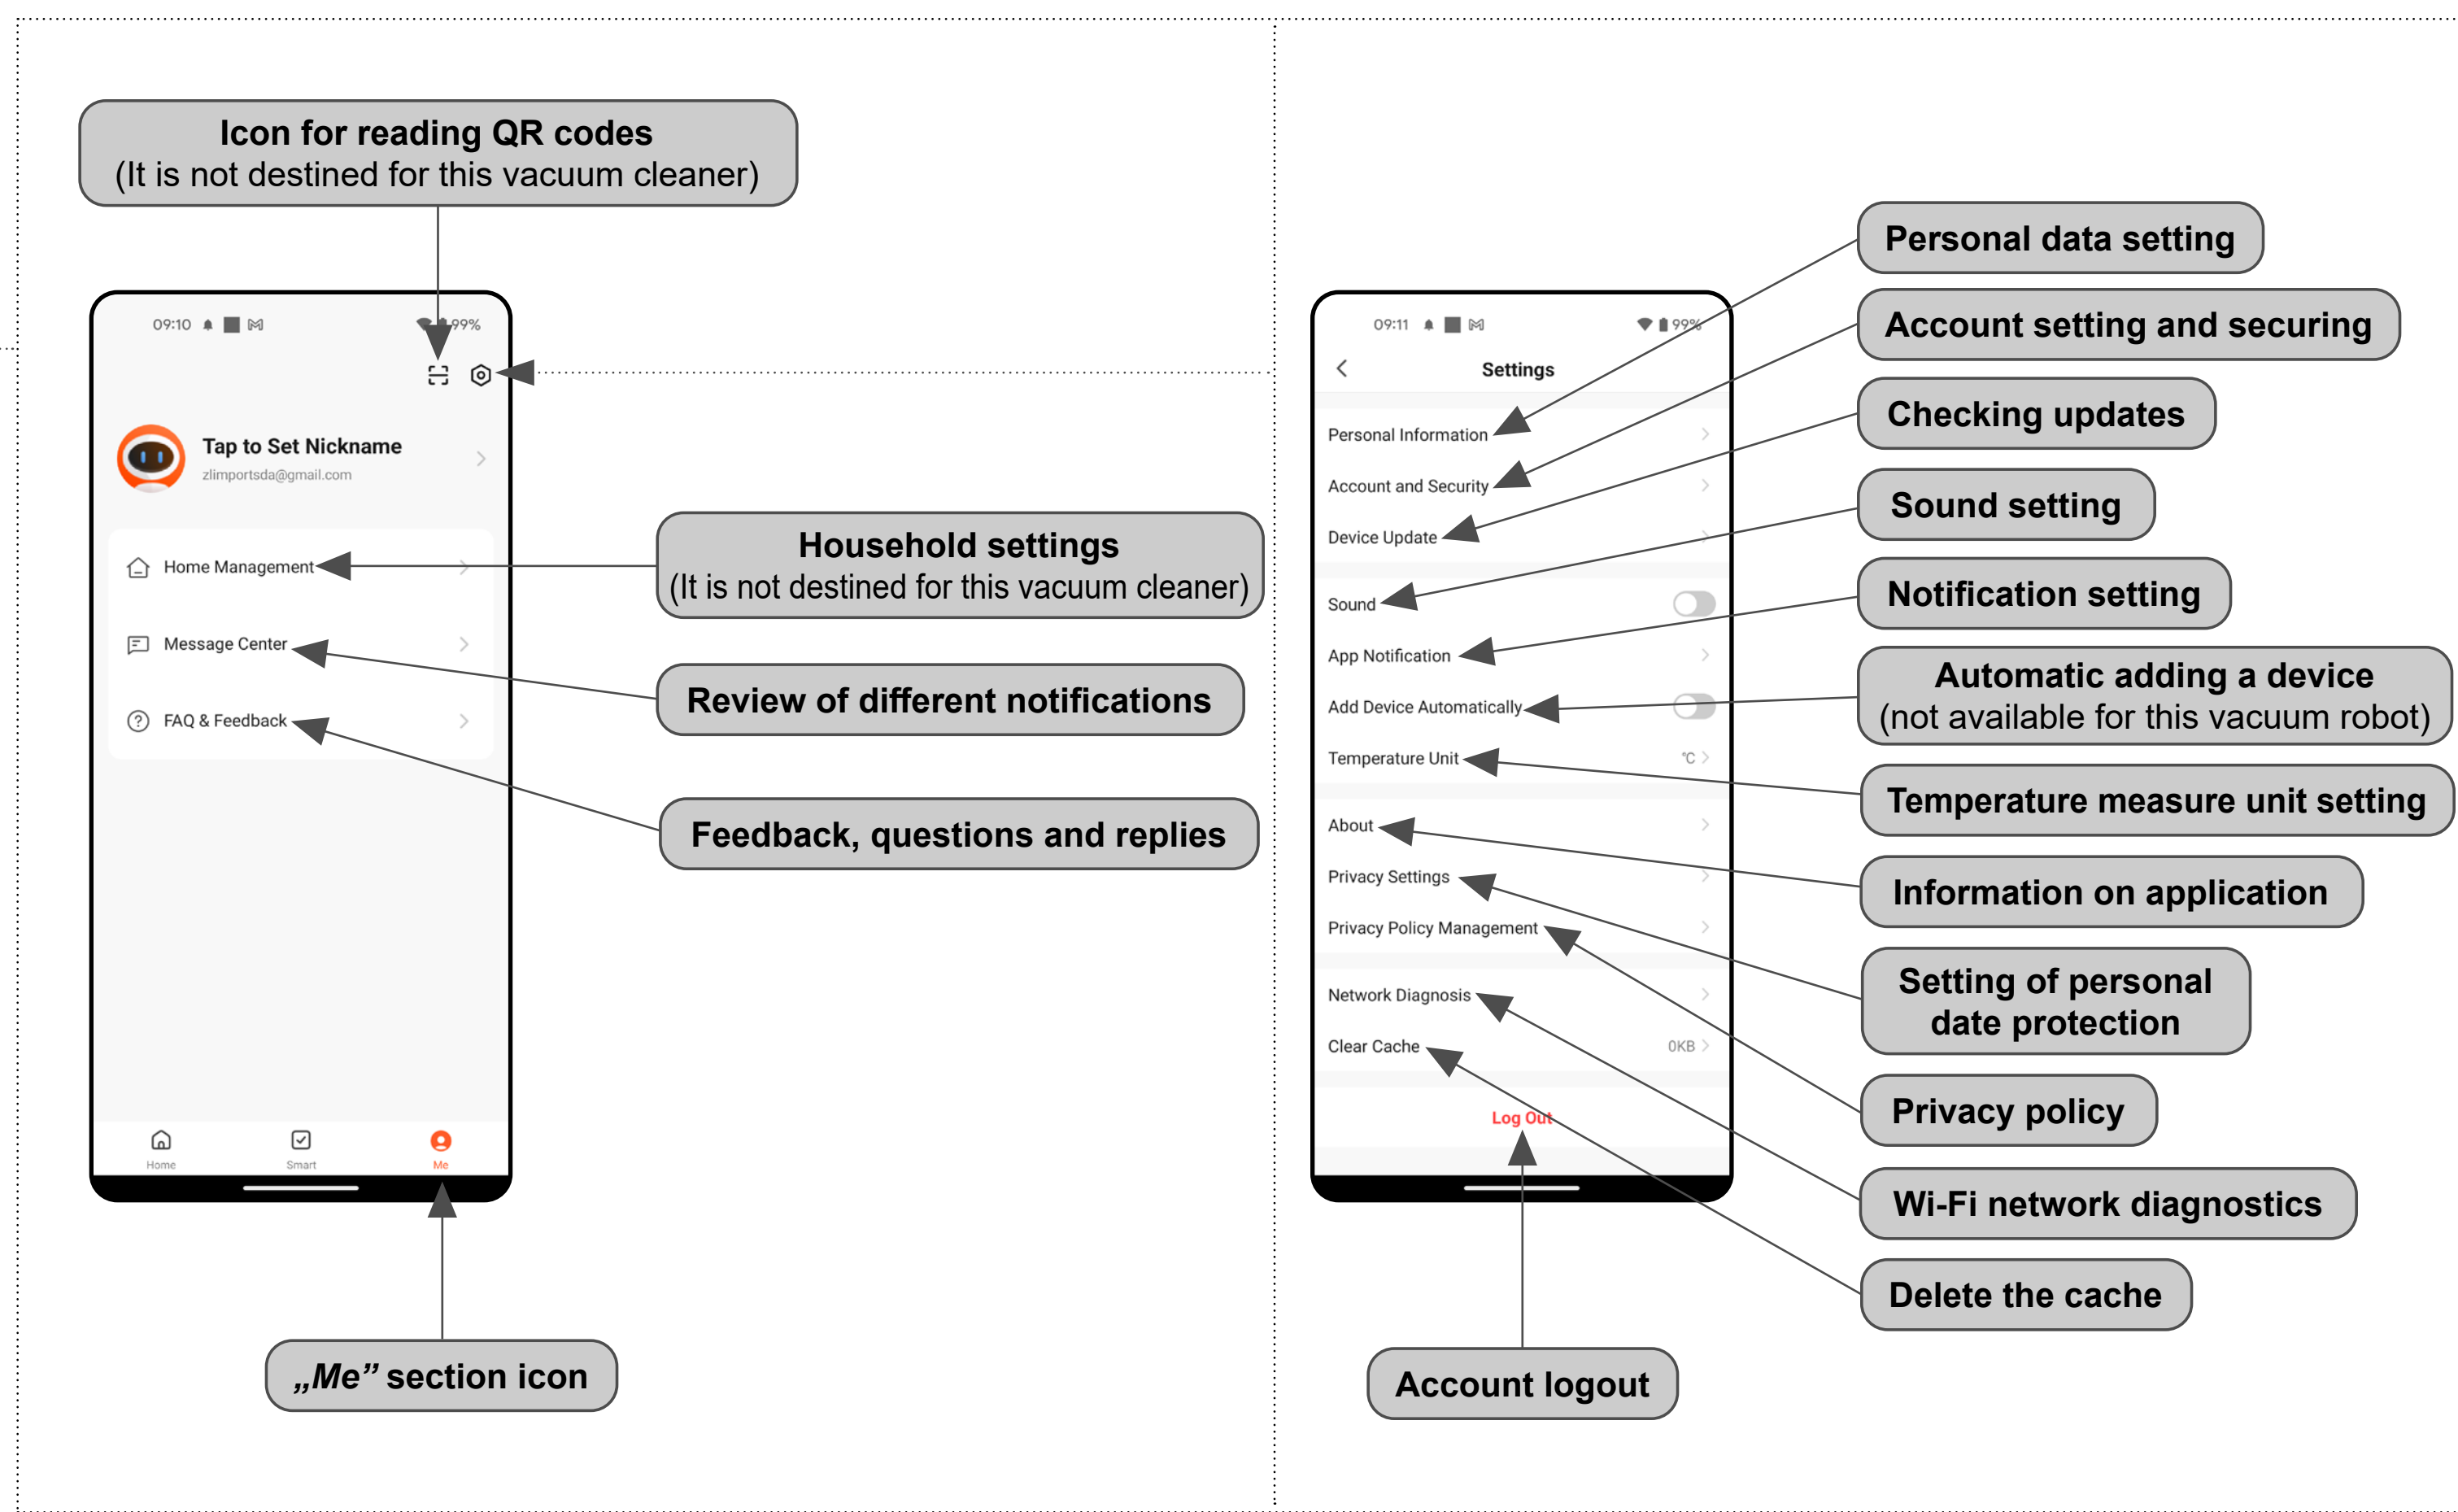 Icon for reading QR codes
(It is not destined for this vacuum cleaner)
09:10
99%
Tap to Set Nickname
zlimportsda@gmail.com
Home Management
Message Center
FAQ & Feedback
Home
Smart
Me
Household settings
(It is not destined for this vacuum cleaner)
Review of different notifications
Feedback, questions and replies
„Me” section icon
09:11
99%
Settings
Personal Information
Account and Security
Device Update
Sound
App Notification
Add Device Automatically
Temperature Unit
°C
About
Privacy Settings
Privacy Policy Management
Network Diagnosis
Clear Cache
0KB
Log Out
Personal data setting
Account setting and securing
Checking updates
Sound setting
Notification setting
Automatic adding a device
(not available for this vacuum robot)
Temperature measure unit setting
Information on application
Setting of personal
date protection
Privacy policy
Wi-Fi network diagnostics
Delete the cache
Account logout